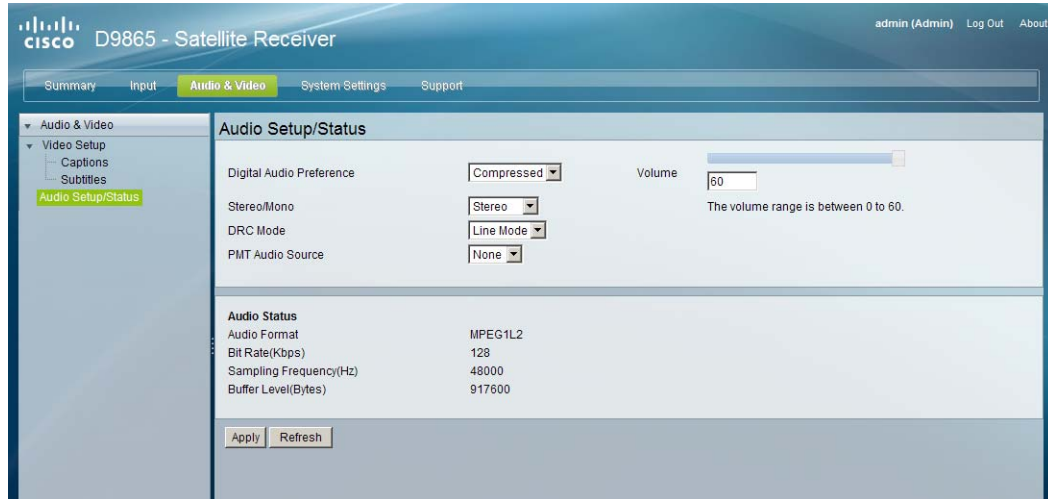 admin (Admin) Log Out About
CISCO D9865 - Satellite Receiver
Summary Input Audio & Video System Settings Support
Audio & Video
Video Setup
Captions
Subtitles
Audio Setup/Status
Audio Setup/Status
Digital Audio Preference Compressed Volume 60
Stereo/Mono Stereo The volume range is between 0 to 60.
DRC Mode Line Mode
PMT Audio Source None
Audio Status
Audio Format MPEG1L2
Bit Rate(Kbps) 128
Sampling Frequency(Hz) 48000
Buffer Level(Bytes) 917600
Apply Refresh